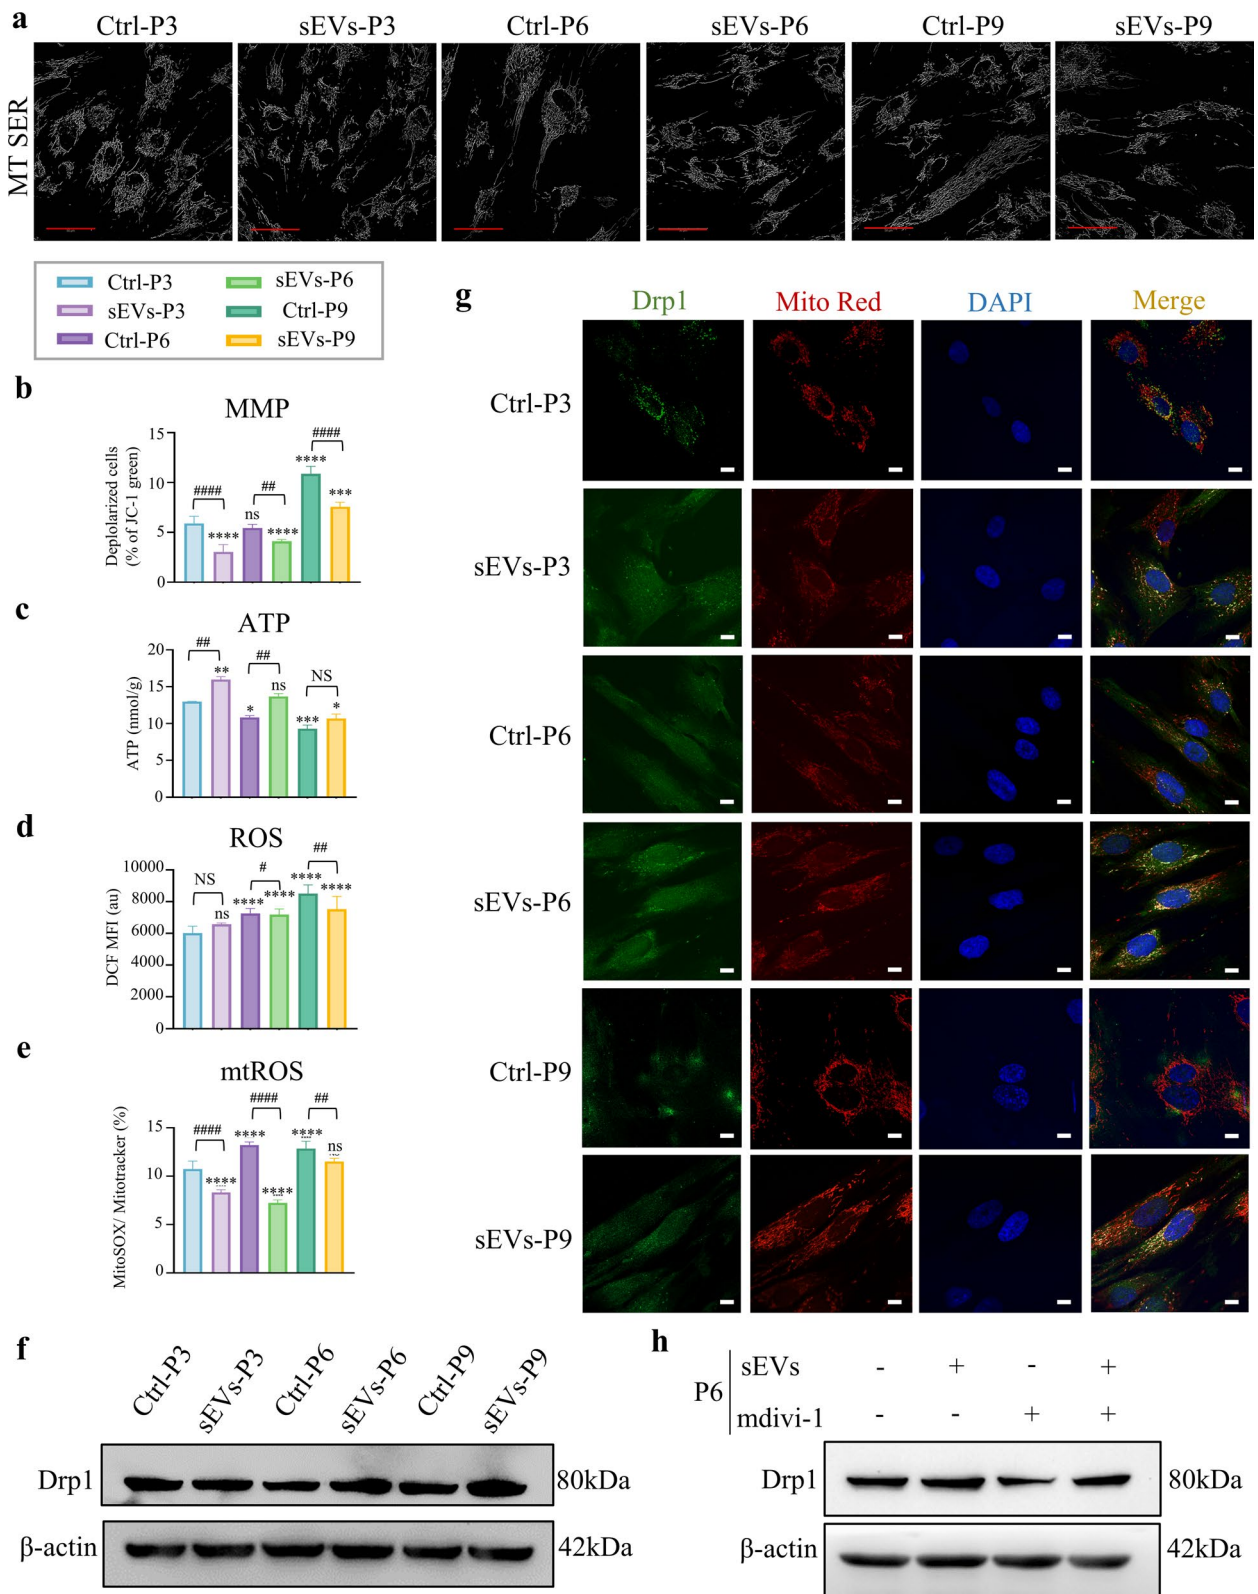 a
Ctrl-P3 sEVs-P3 Ctrl-P6 sEVs-P6 Ctrl-P9 sEVs-P9
MT SER
Ctrl-P3 sEVs-P6
sEVs-P3 Ctrl-P9
Ctrl-P6 sEVs-P9
b
MMP
Deplolarized cells
(% of JC-1 green)
15
10
5
0
####
****
ns
##
****
####
****
***
c
ATP
ATP (nmol/g)
20
15
10
5
0
##
**
*
##
ns
***
NS
*
d
ROS
DCF MFI (au)
10000
8000
6000
4000
2000
0
NS
ns
****
#
****
****
##
****
e
mtROS
MitoSOX/ Mitotracker (%)
15
10
5
0
####
****
****
####
****
****
##
ns
g
Drp1 Mito Red DAPI Merge
Ctrl-P3
sEVs-P3
Ctrl-P6
sEVs-P6
Ctrl-P9
sEVs-P9
f
Ctrl-P3 sEVs-P3 Ctrl-P6 sEVs-P6 Ctrl-P9 sEVs-P9
Drp1 80kDa
β-actin 42kDa
h
P6
sEVs - + - +
mdivi-1 - - + +
Drp1 80kDa
β-actin 42kDa